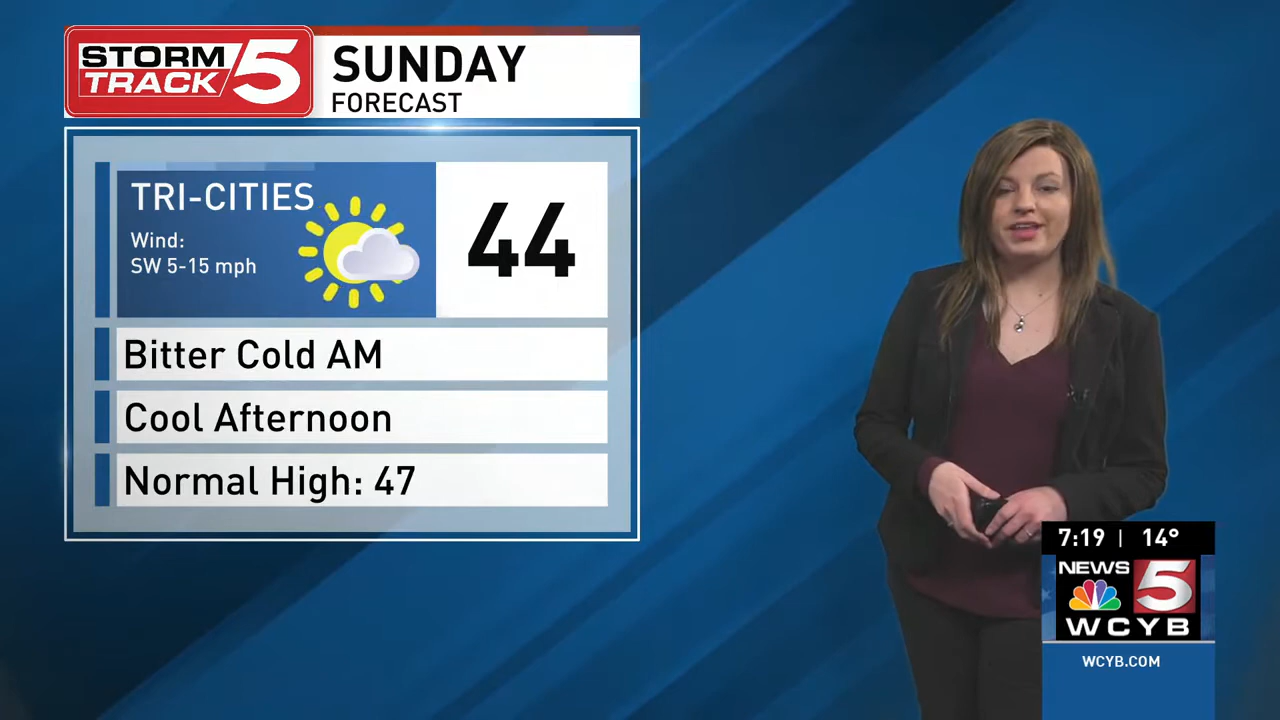 STORM
TRACK 5
SUNDAY
FORECAST
TRI-CITIES
Wind:
SW 5-15 mph
44
Bitter Cold AM
Cool Afternoon
Normal High: 47
7:19 | 14°
NEWS 5
WCYB
WCYB.COM